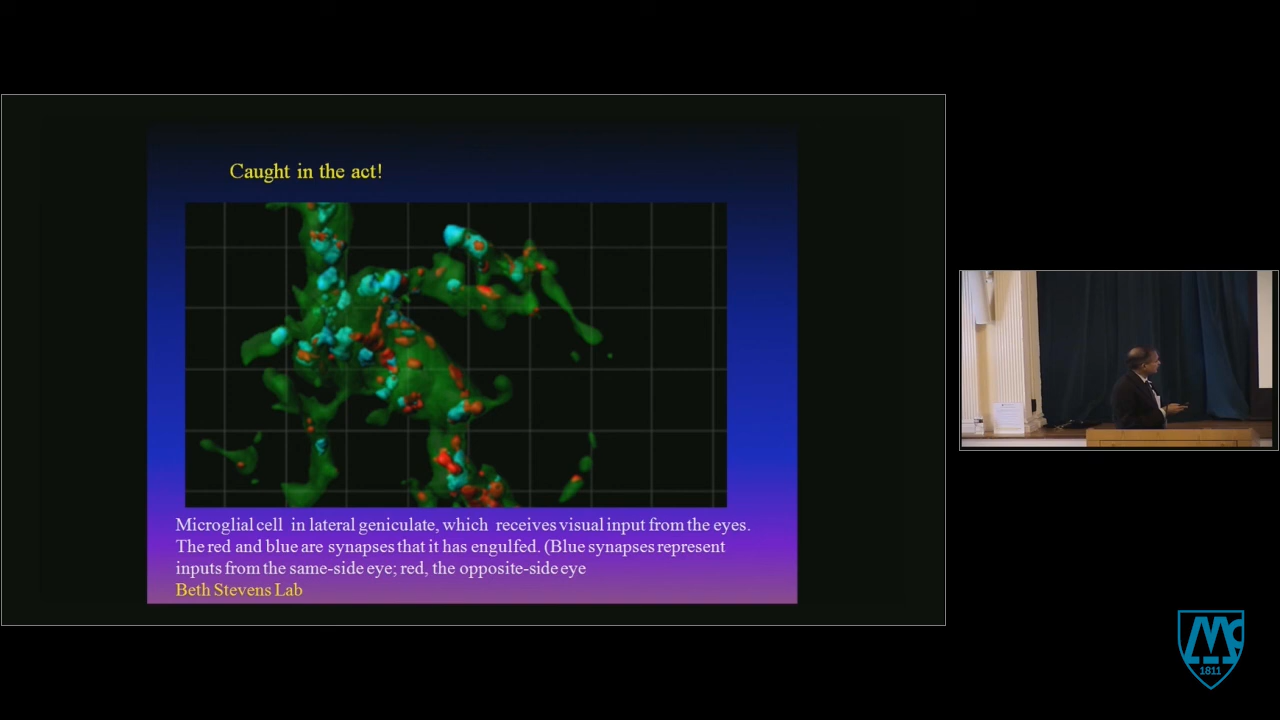 Caught in the act!
Microglial cell in lateral geniculate, which receives visual input from the eyes.
The red and blue are synapses that it has engulfed. (Blue synapses represent
inputs from the same-side eye; red, the opposite-side eye
Beth Stevens Lab
1811